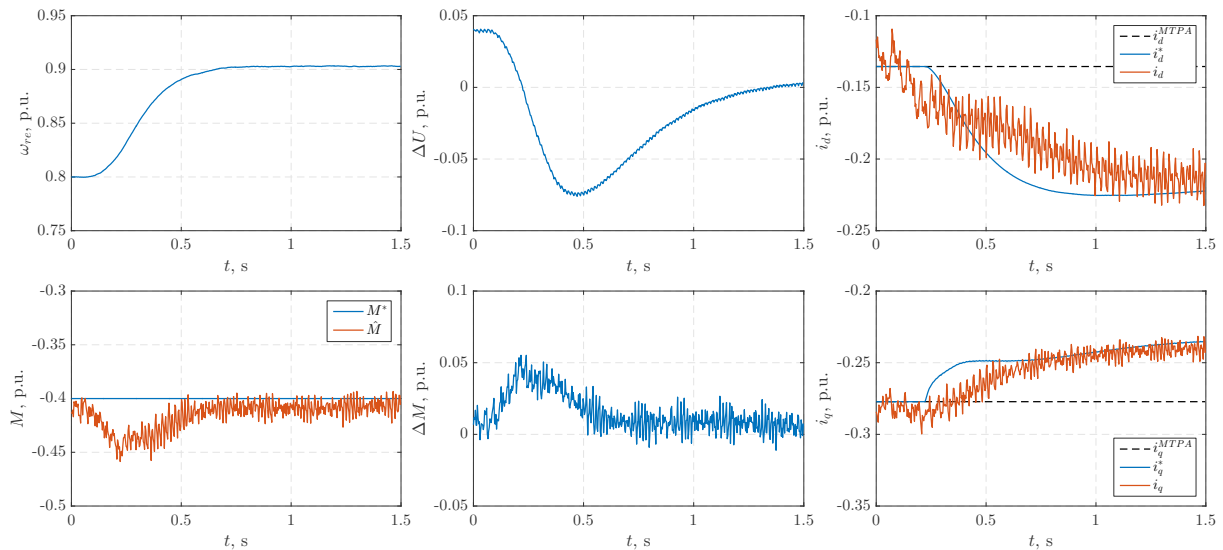 0.95
0.9
0.85
0.8
0.75
ω_re, p.u.
0 0.5 1 1.5
t, s
0.05
0
-0.05
-0.1
ΔU, p.u.
0 0.5 1 1.5
t, s
-0.1
-0.15
-0.2
-0.25
i_d, p.u.
i_d^MTPA
i_d^*
i_d
0 0.5 1 1.5
t, s
-0.3
-0.35
-0.4
-0.45
-0.5
M, p.u.
M*
M̂
0 0.5 1 1.5
t, s
0.1
0.05
0
-0.05
ΔM, p.u.
0 0.5 1 1.5
t, s
-0.2
-0.25
-0.3
-0.35
i_q, p.u.
i_q^MTPA
i_q^*
i_q
0 0.5 1 1.5
t, s